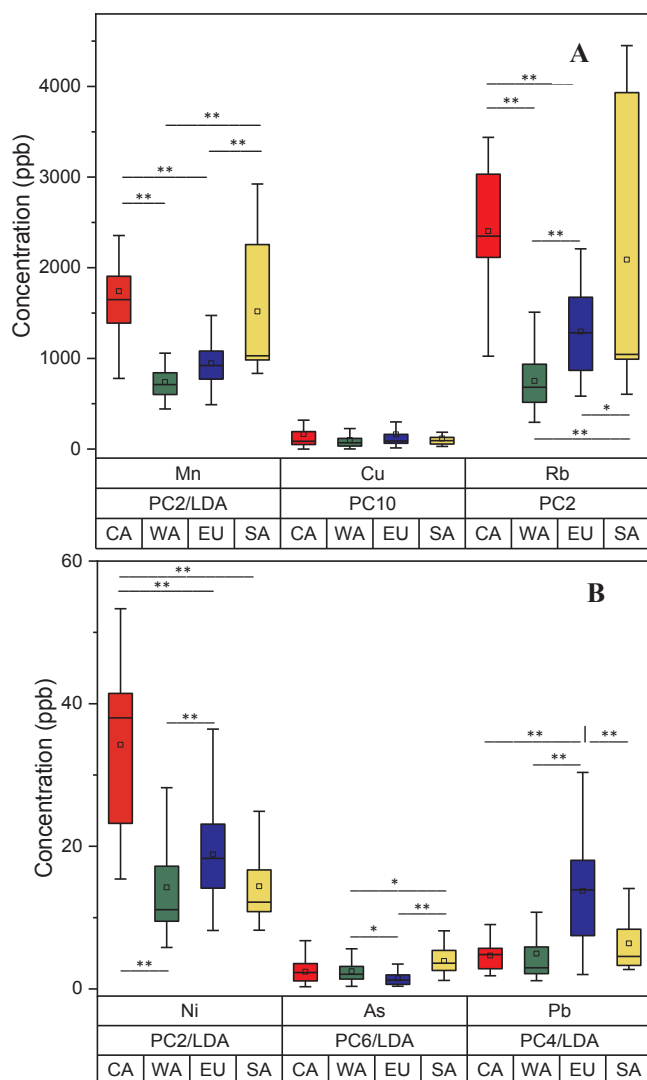 A
Concentration (ppb)
4000
3000
2000
1000
0
**
**
**
**
**
**
**
**
*
**
Mn Cu Rb
PC2/LDA PC10 PC2
CA WA EU SA CA WA EU SA CA WA EU SA
B
Concentration (ppb)
60
40
20
0
**
**
**
**
**
**
**
*
**
*
Ni As Pb
PC2/LDA PC6/LDA PC4/LDA
CA WA EU SA CA WA EU SA CA WA EU SA